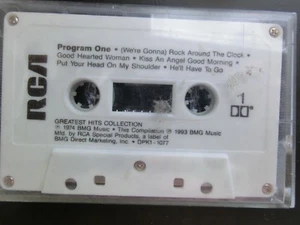 Program One • (We're Gonna) Rock Around The Clock •
Good Hearted Woman • Kiss An Angel Good Morning •
Put Your Head On My Shoulder • He'll Have To Go
RCA
1
GREATEST HITS COLLECTION
℗ 1974 BMG Music • This Compilation ℗ 1993 BMG Music
Mfd. by RCA Special Products, a label of
BMG Direct Marketing, Inc. • DPK1-1077